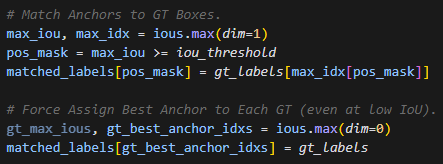 # Match Anchors to GT Boxes.
max_iou, max_idx = ious.max(dim=1)
pos_mask = max_iou >= iou_threshold
matched_labels[pos_mask] = gt_labels[max_idx[pos_mask]]
# Force Assign Best Anchor to Each GT (even at low IoU).
gt_max_ious, gt_best_anchor_idxs = ious.max(dim=0)
matched_labels[gt_best_anchor_idxs] = gt_labels